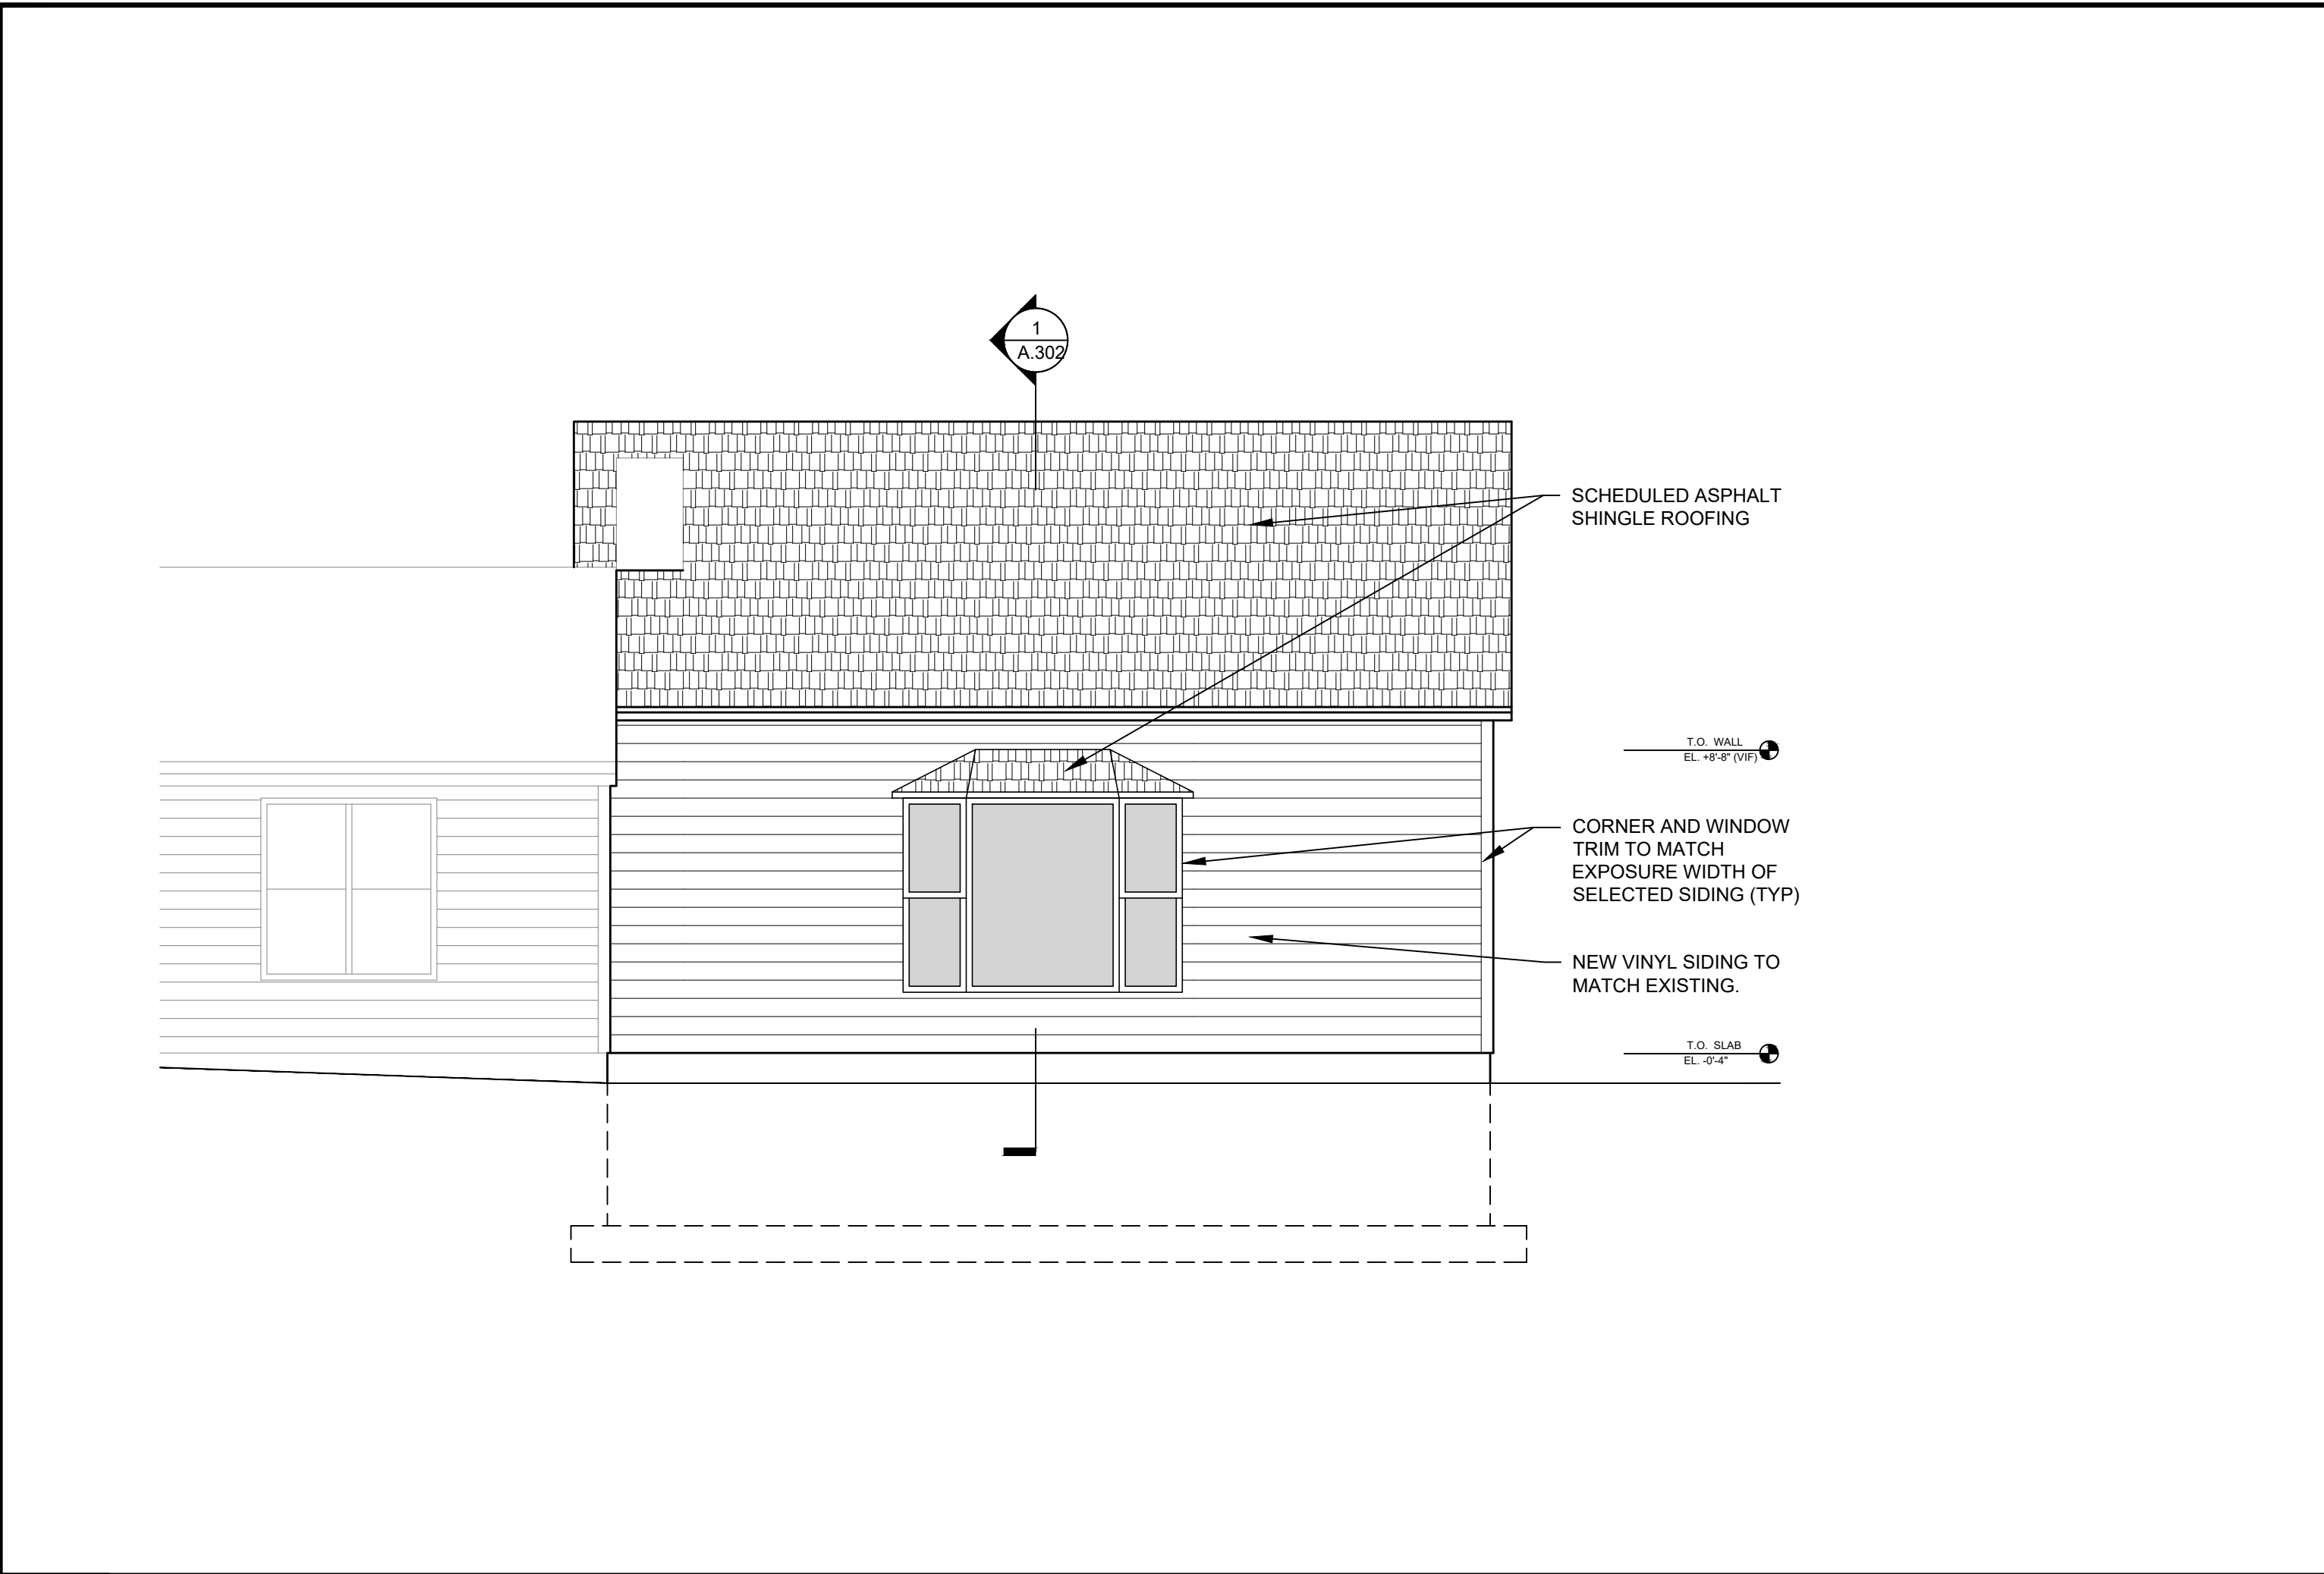 1
A.302
SCHEDULED ASPHALT
SHINGLE ROOFING
T.O. WALL
EL. +8'-8" (VIF)
CORNER AND WINDOW
TRIM TO MATCH
EXPOSURE WIDTH OF
SELECTED SIDING (TYP)
NEW VINYL SIDING TO
MATCH EXISTING.
T.O. SLAB
EL. -0'-4"